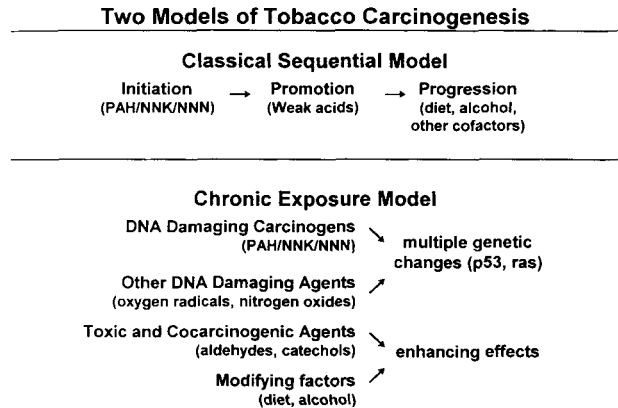 Two Models of Tobacco Carcinogenesis
Classical Sequential Model
Initiation → Promotion → Progression
(PAH/NNK/NNN) (Weak acids) (diet, alcohol,
other cofactors)
Chronic Exposure Model
DNA Damaging Carcinogens
(PAH/NNK/NNN)
multiple genetic
changes (p53, ras)
Other DNA Damaging Agents
(oxygen radicals, nitrogen oxides)
Toxic and Cocarcinogenic Agents
(aldehydes, catechols)
enhancing effects
Modifying factors
(diet, alcohol)